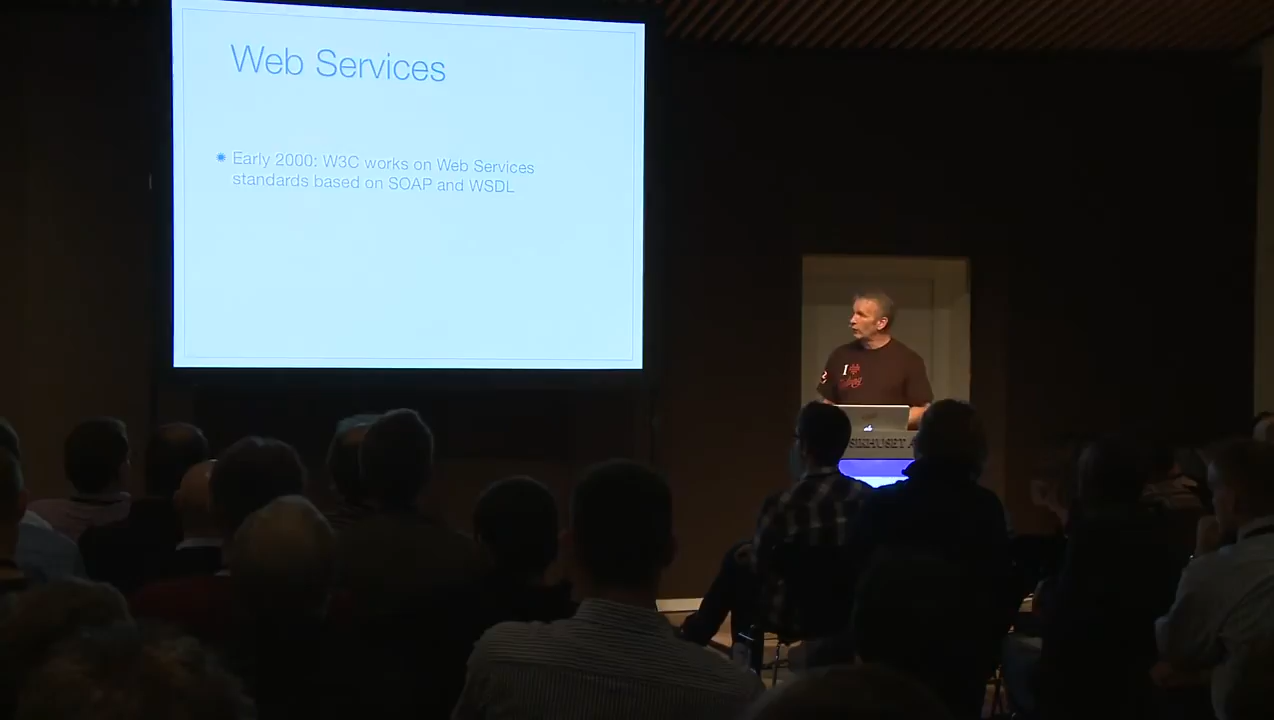 Web Services
Early 2000: W3C works on Web Services
standards based on SOAP and WSDL
I